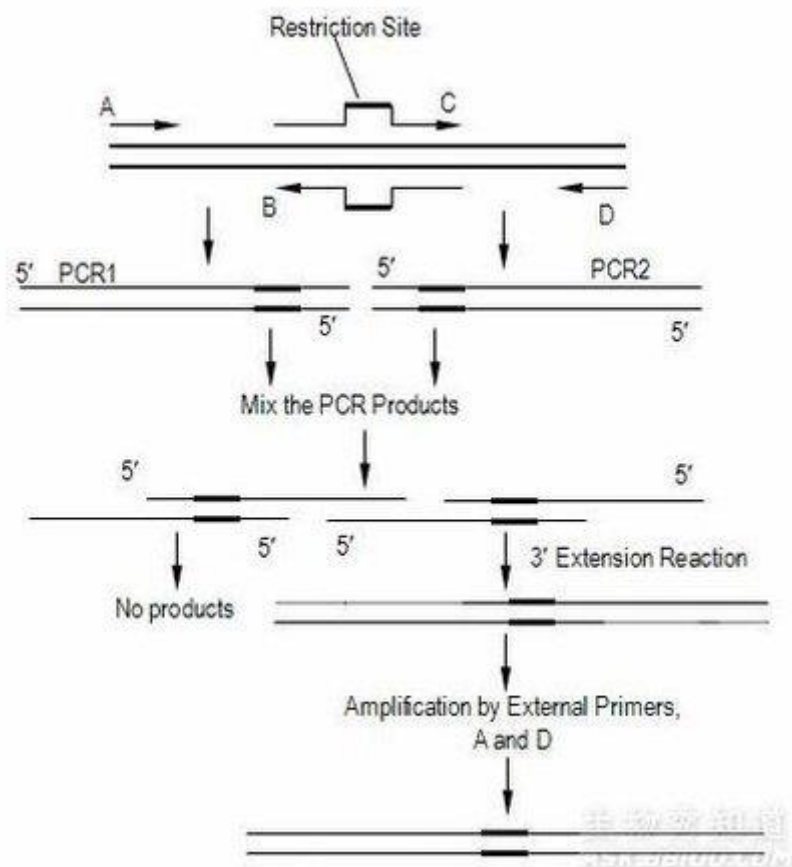 Restriction Site
A
C
B
D
5′ PCR1
5′
PCR2
5′
5′
Mix the PCR Products
5′
5′
5′
5′
3′ Extension Reaction
No products
Amplification by External Primers,
A and D